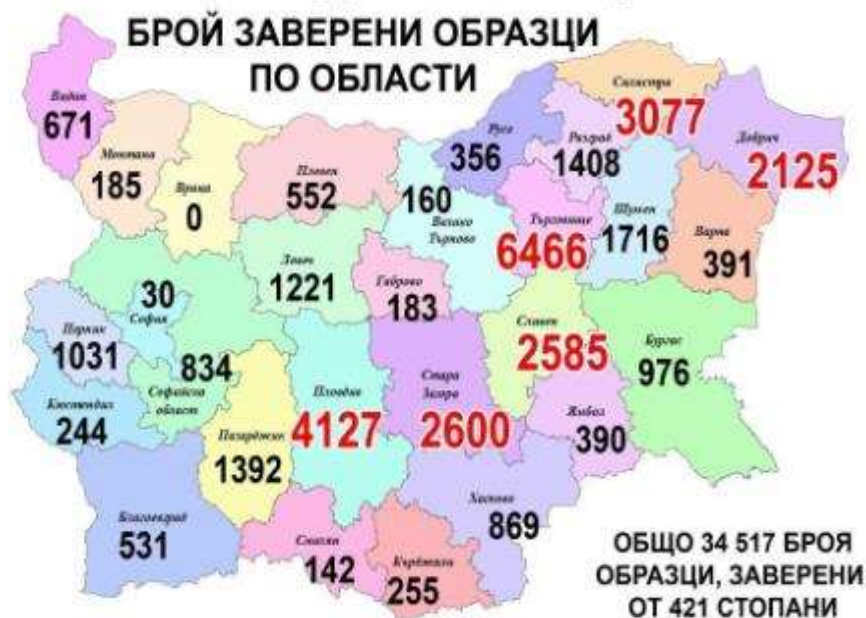 БРОЙ ЗАВЕРЕНИ ОБРАЗЦИ
ПО ОБЛАСТИ
Видин
671
Монтана
185
Враца
0
Плевен
552
160
Велико
Търново
Русе
356
Разград
1408
Силистра
3077
Добрич
2125
Търговище
6466
Шумен
1716
Варна
391
Ловеч
1221
Габрово
183
30
София
Перник
1031
834
Софийска
област
Кюстендил
244
Пазарджик
1392
Пловдив
4127
Стара
Загора
2600
Сливен
2585
Бургас
976
Ямбол
390
Благоевград
531
Смолян
142
Кърджали
255
Хасково
869
ОБЩО 34 517 БРОЯ
ОБРАЗЦИ, ЗАВЕРЕНИ
ОТ 421 СТОПАНИ